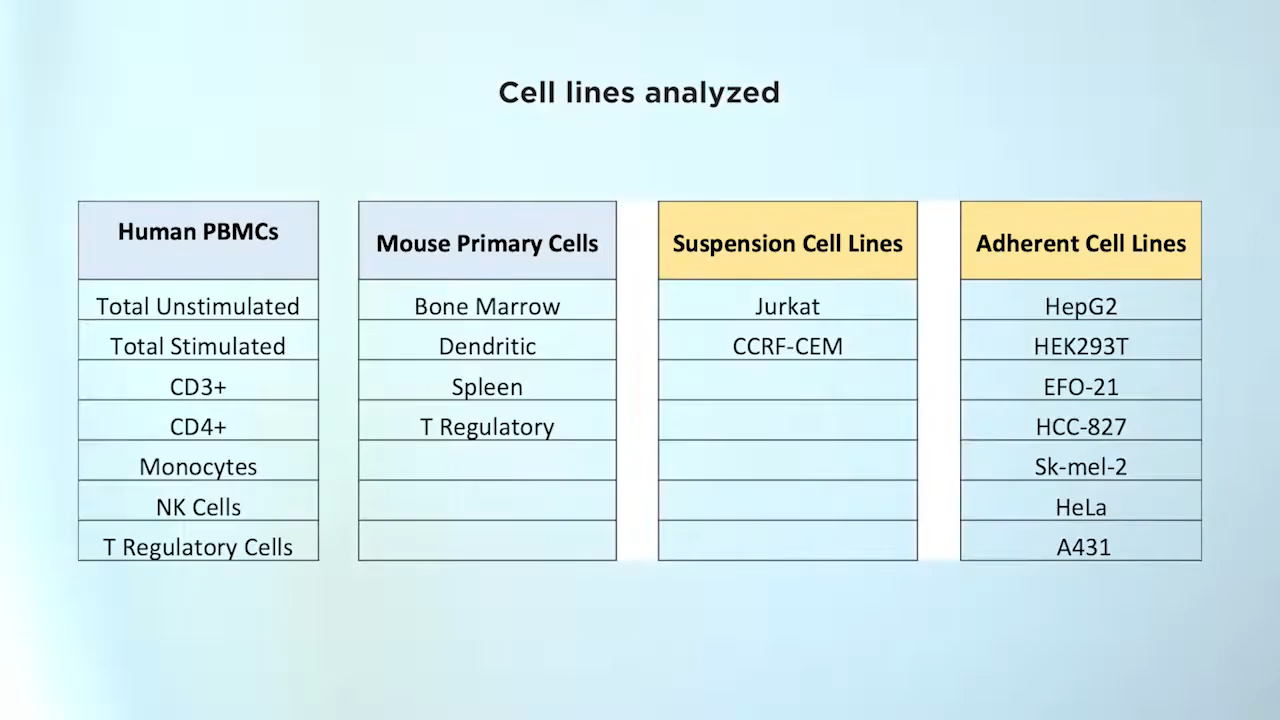 Cell lines analyzed
Human PBMCs
Total Unstimulated
Total Stimulated
CD3+
CD4+
Monocytes
NK Cells
T Regulatory Cells
Mouse Primary Cells
Bone Marrow
Dendritic
Spleen
T Regulatory
Suspension Cell Lines
Jurkat
CCRF-CEM
Adherent Cell Lines
HepG2
HEK293T
EFO-21
HCC-827
Sk-mel-2
HeLa
A431